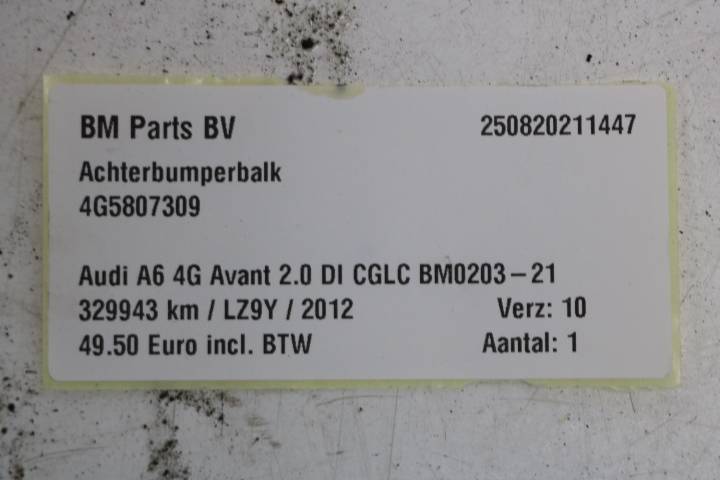 BM Parts BV 250820211447
Achterbumperbalk
4G5807309
Audi A6 4G Avant 2.0 DI CGLC BM0203-21
329943 km / LZ9Y / 2012 Verz: 10
49.50 Euro incl. BTW Aantal: 1